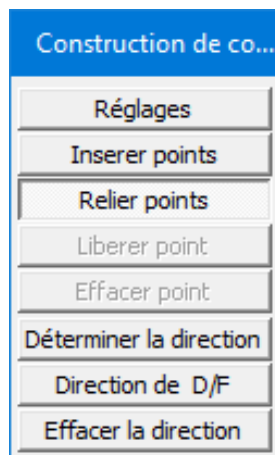 Construction de co...
Réglages
Inserer points
Relier points
Liberer point
Effacer point
Déterminer la direction
Direction de D/F
Effacer la direction